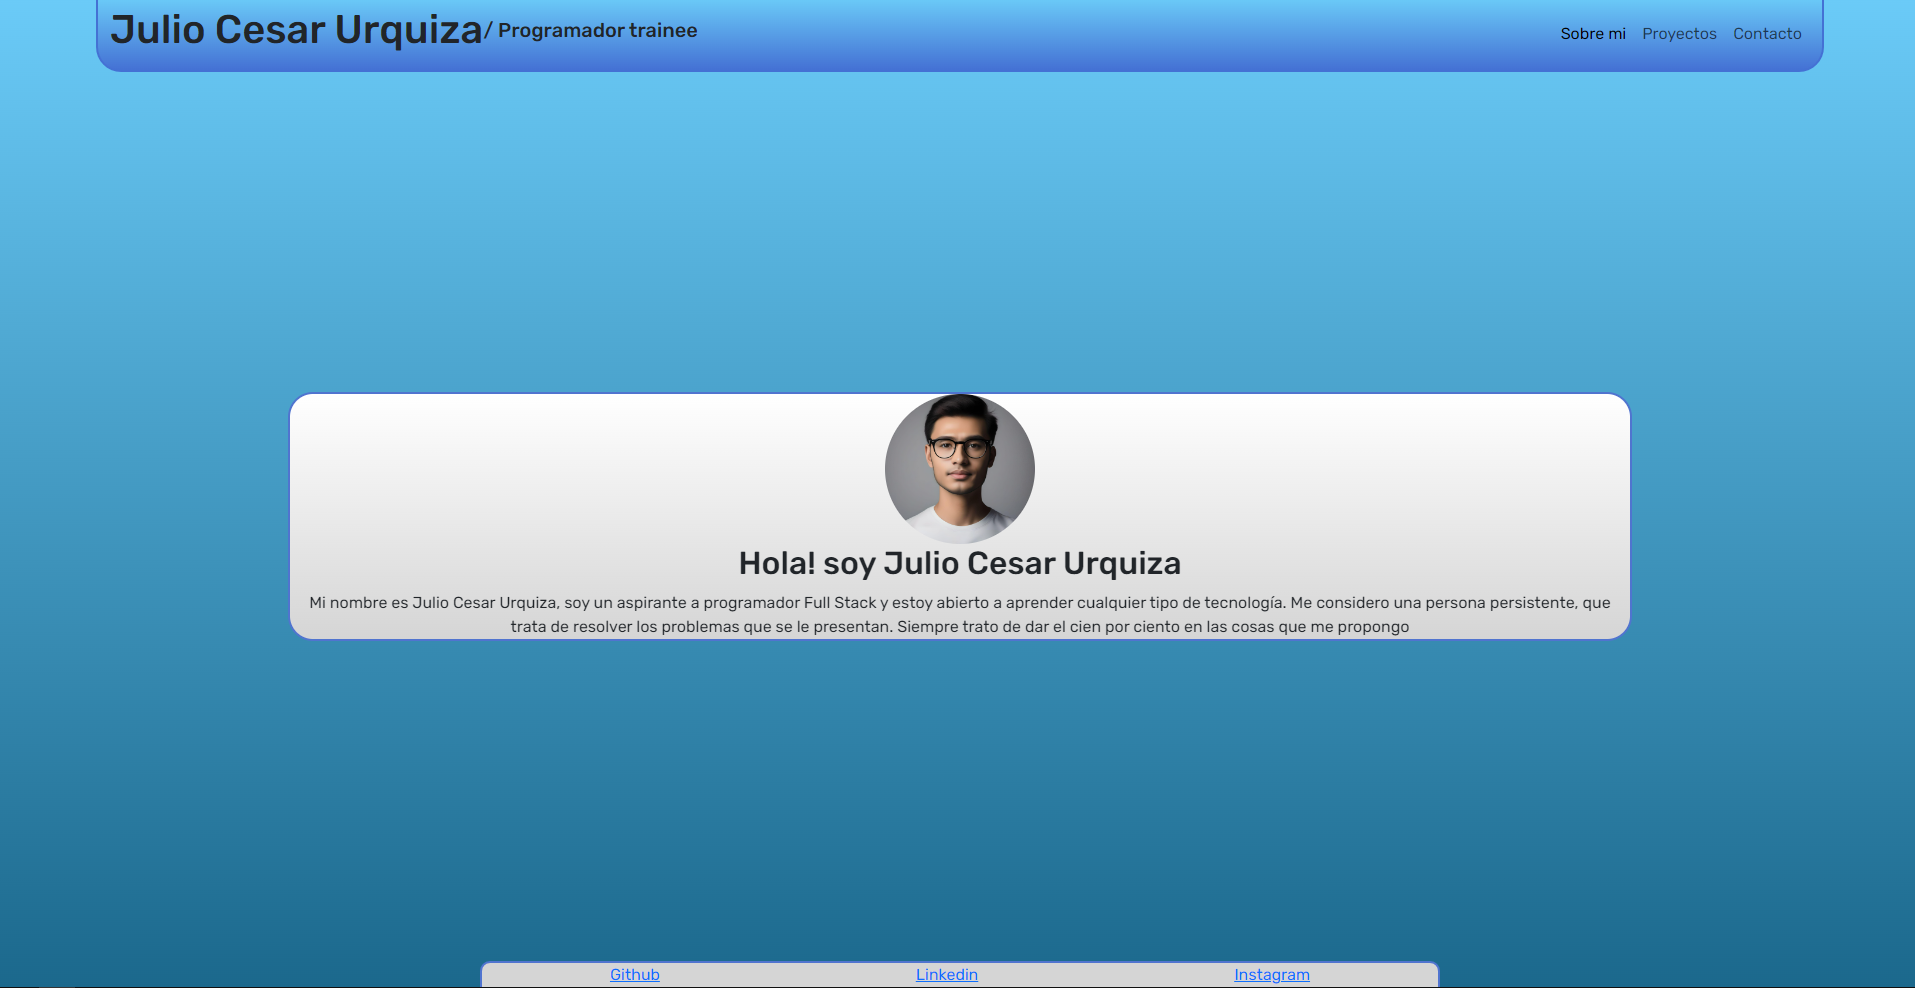 Julio Cesar Urquiza/ Programador trainee
Sobre mi Proyectos Contacto
Hola! soy Julio Cesar Urquiza
Mi nombre es Julio Cesar Urquiza, soy un aspirante a programador Full Stack y estoy abierto a aprender cualquier tipo de tecnología. Me considero una persona persistente, que
trata de resolver los problemas que se le presentan. Siempre trato de dar el cien por ciento en las cosas que me propongo
Github Linkedin Instagram